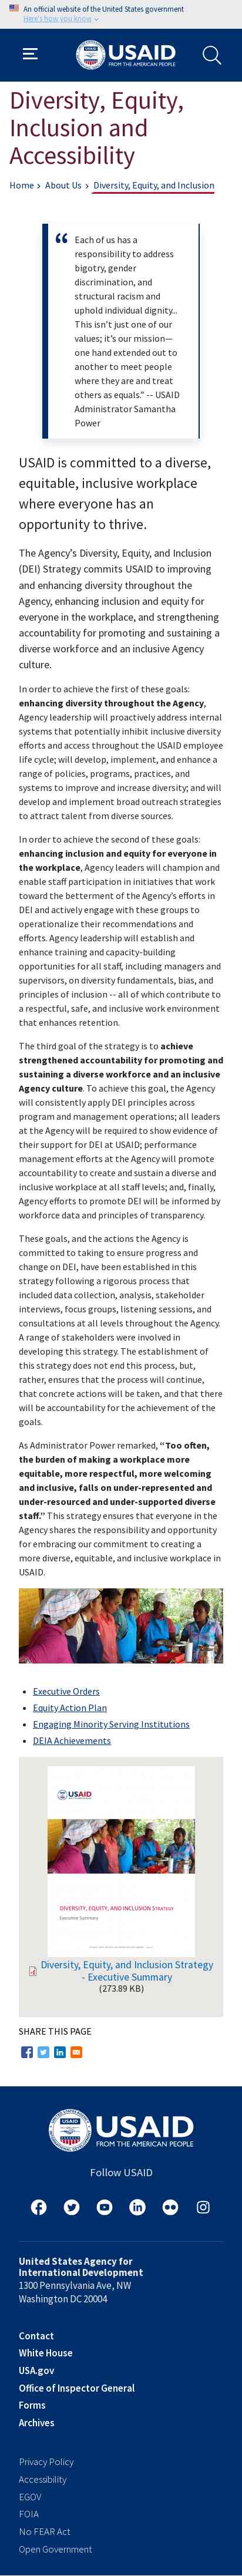 An official website of the United States government
Here's how you know
USAID
FROM THE AMERICAN PEOPLE
Diversity, Equity,
Inclusion and
Accessibility
Home › About Us › Diversity, Equity, and Inclusion
“ Each of us has a
responsibility to address
bigotry, gender
discrimination, and
structural racism and
uphold individual dignity...
This isn’t just one of our
values; it’s our mission—
one hand extended out to
another to meet people
where they are and treat
others as equals.” -- USAID
Administrator Samantha
Power
USAID is committed to a diverse,
equitable, inclusive workplace
where everyone has an
opportunity to thrive.
The Agency’s Diversity, Equity, and Inclusion
(DEI) Strategy commits USAID to improving
and enhancing diversity throughout the
Agency, enhancing inclusion and equity for
everyone in the workplace, and strengthening
accountability for promoting and sustaining a
diverse workforce and an inclusive Agency
culture.
In order to achieve the first of these goals:
enhancing diversity throughout the Agency,
Agency leadership will proactively address internal
systems that potentially inhibit inclusive diversity
efforts and access throughout the USAID employee
life cycle; will develop, implement, and enhance a
set of policies, programs, practices, and
systems to improve and increase diversity; and will
develop and implement broad outreach strategies
to attract talent from diverse sources.
In order to achieve the second of these goals:
enhancing inclusion and equity for everyone in
the workplace, Agency leaders will champion and
enable staff participation in initiatives that work
toward the betterment of the Agency’s efforts in
DEI and actively engage with these groups to
operationalize their recommendations and
efforts. Agency leadership will establish and
enhance training and capacity-building
opportunities for all staff, including managers and
supervisors, on diversity fundamentals, bias, and
principles of inclusion -- all of which contribute to
a respectful, safe, and inclusive work environment
that enhances retention.
The third goal of the strategy is to achieve
strengthened accountability for promoting and
sustaining a diverse workforce and an inclusive
Agency culture. To achieve this goal, the Agency
will consistently apply DEI principles across
program and management operations; all leaders
at the Agency will be required to show evidence of
their support for DEI at USAID; performance
management efforts at the Agency will promote
accountability to create and sustain a diverse and
inclusive workplace at all staff levels; and, finally,
Agency efforts to promote DEI will be informed by
workforce data and principles of transparency.
These goals, and the actions the Agency is
committed to taking to ensure progress and
change on DEI, have been established in this
strategy following a rigorous process that
included data collection, analysis, stakeholder
interviews, focus groups, listening sessions, and
consultations at all levels throughout the Agency.
A range of stakeholders were involved in
developing this strategy. The establishment of
this strategy does not end this process, but,
rather, ensures that the process will continue,
that concrete actions will be taken, and that there
will be accountability for the achievement of the
goals.
As Administrator Power remarked, “Too often,
the burden of making a workplace more
equitable, more respectful, more welcoming
and inclusive, falls on under-represented and
under-resourced and under-supported diverse
staff.” This strategy ensures that everyone in the
Agency shares the responsibility and opportunity
for embracing our commitment to creating a
more diverse, equitable, and inclusive workplace in
USAID.
• Executive Orders
• Equity Action Plan
• Engaging Minority Serving Institutions
• DEIA Achievements
USAID
DIVERSITY, EQUITY, AND INCLUSION STRATEGY
Executive Summary
Diversity, Equity, and Inclusion Strategy
- Executive Summary
(273.89 KB)
SHARE THIS PAGE
USAID
FROM THE AMERICAN PEOPLE
Follow USAID
United States Agency for
International Development
1300 Pennsylvania Ave, NW
Washington DC 20004
Contact
White House
USA.gov
Office of Inspector General
Forms
Archives
Privacy Policy
Accessibility
EGOV
FOIA
No FEAR Act
Open Government